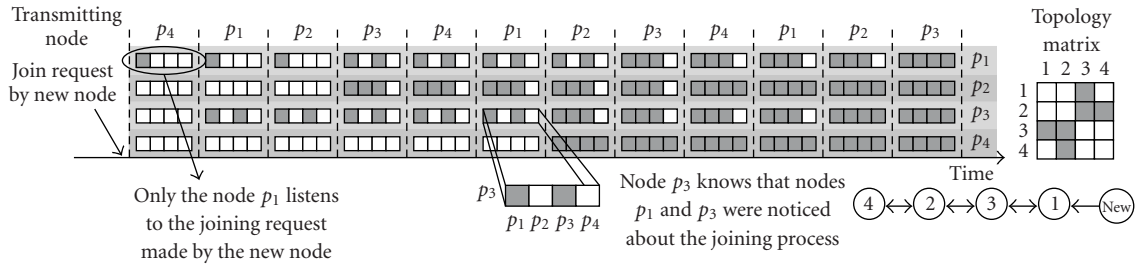 Transmitting node
p4 p1 p2 p3 p4 p1 p2 p3 p4 p1 p2 p3
Join request by new node
p1
p2
p3
p4
Time
Only the node p1 listens
to the joining request
made by the new node
p3
p1 p2 p3 p4
Node p3 knows that nodes
p1 and p3 were noticed
about the joining process
Topology
matrix
1 2 3 4
1
2
3
4
4 2 3 1 New